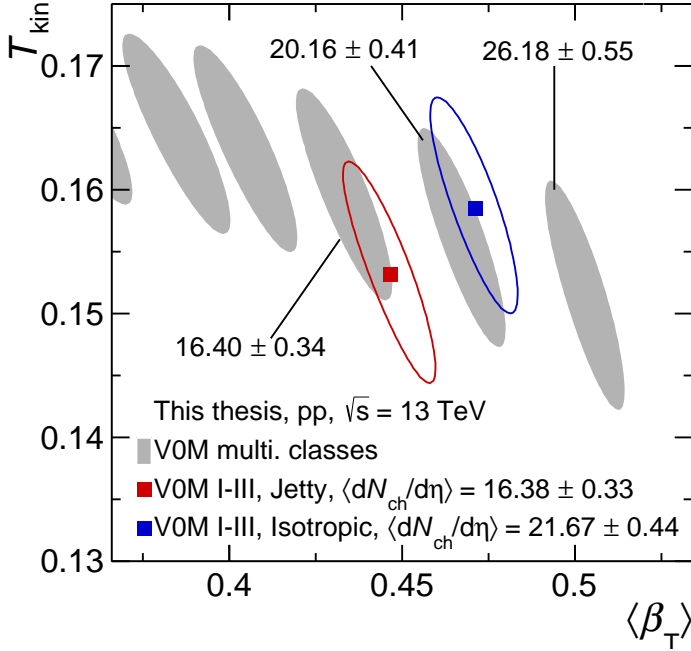 T_kin
0.17
0.16
0.15
0.14
0.13
20.16 ± 0.41
26.18 ± 0.55
16.40 ± 0.34
This thesis, pp, √s = 13 TeV
V0M multi. classes
V0M I-III, Jetty, ⟨dN_ch/dη⟩ = 16.38 ± 0.33
V0M I-III, Isotropic, ⟨dN_ch/dη⟩ = 21.67 ± 0.44
0.4 0.45 0.5
⟨β_T⟩